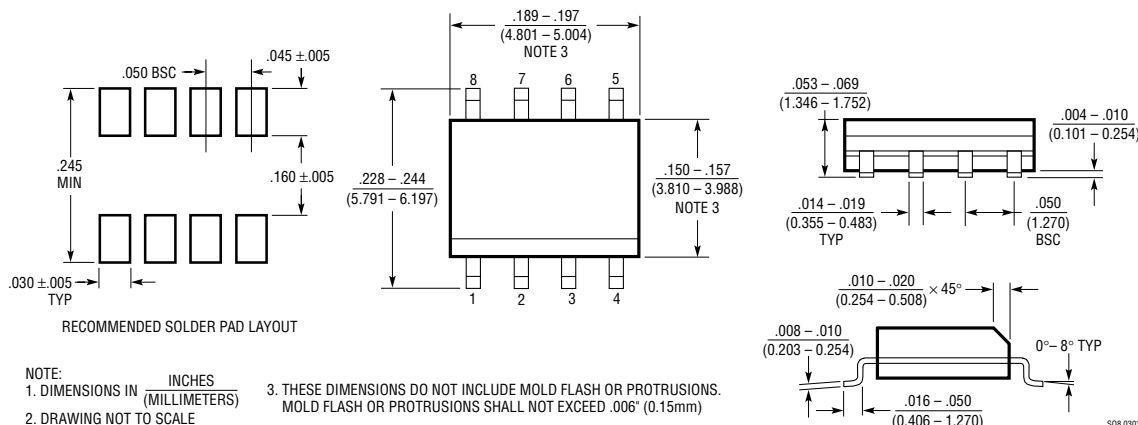 .050 BSC
.045 ±.005
.245
MIN
.160 ±.005
.030 ±.005
TYP
RECOMMENDED SOLDER PAD LAYOUT
.189 – .197
(4.801 – 5.004)
NOTE 3
8 7 6 5
.228 – .244
(5.791 – 6.197)
.150 – .157
(3.810 – 3.988)
NOTE 3
1 2 3 4
.053 – .069
(1.346 – 1.752)
.004 – .010
(0.101 – 0.254)
.014 – .019
(0.355 – 0.483)
TYP
.050
(1.270)
BSC
.010 – .020
(0.254 – 0.508)
× 45°
.008 – .010
(0.203 – 0.254)
0°– 8° TYP
.016 – .050
(0.406 – 1.270)
NOTE:
1. DIMENSIONS IN INCHES
(MILLIMETERS)
2. DRAWING NOT TO SCALE
3. THESE DIMENSIONS DO NOT INCLUDE MOLD FLASH OR PROTRUSIONS.
MOLD FLASH OR PROTRUSIONS SHALL NOT EXCEED .006" (0.15mm)